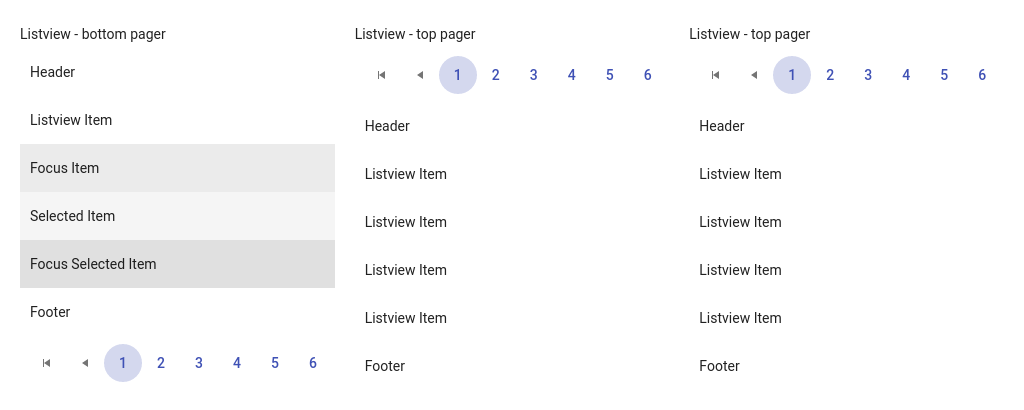 Listview - bottom pager
Header
Listview Item
Focus Item
Selected Item
Focus Selected Item
Footer
1 2 3 4 5 6
Listview - top pager
1 2 3 4 5 6
Header
Listview Item
Listview Item
Listview Item
Listview Item
Footer
Listview - top pager
1 2 3 4 5 6
Header
Listview Item
Listview Item
Listview Item
Listview Item
Footer